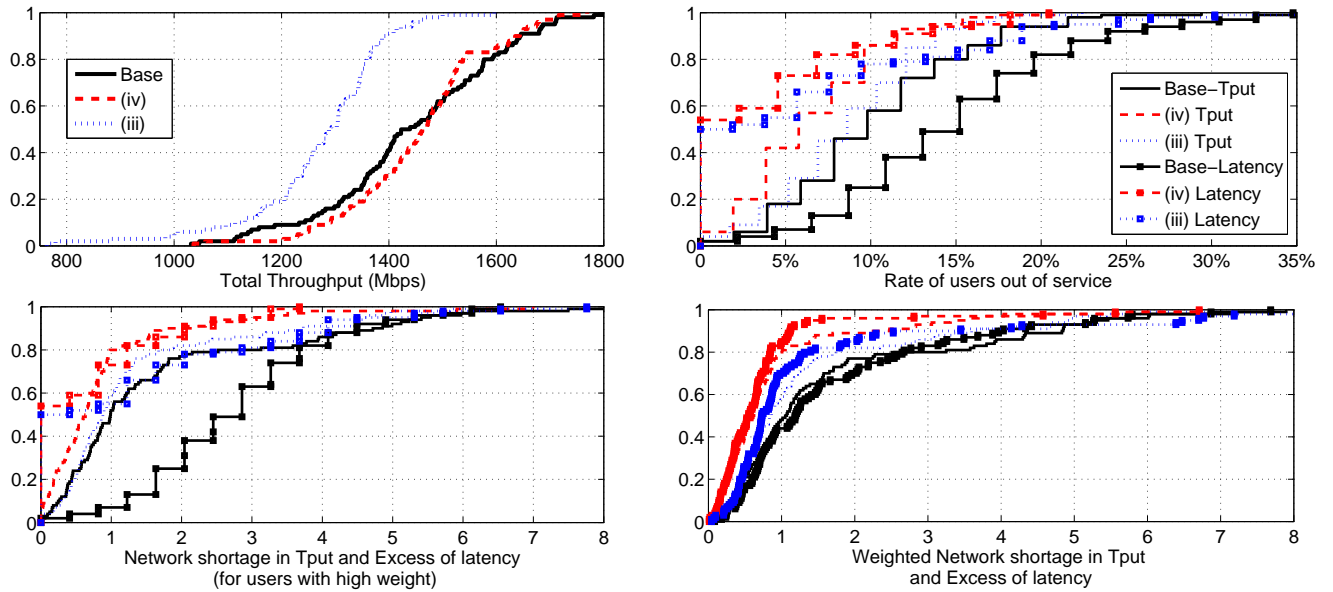 1
0.8
0.6
0.4
0.2
0
Base
(iv)
(iii)
800 1000 1200 1400 1600 1800
Total Throughput (Mbps)
1
0.8
0.6
0.4
0.2
0
Base−Tput
(iv) Tput
(iii) Tput
Base−Latency
(iv) Latency
(iii) Latency
0 5% 10% 15% 20% 25% 30% 35%
Rate of users out of service
1
0.8
0.6
0.4
0.2
0
0 1 2 3 4 5 6 7 8
Network shortage in Tput and Excess of latency
(for users with high weight)
1
0.8
0.6
0.4
0.2
0
0 1 2 3 4 5 6 7 8
Weighted Network shortage in Tput
and Excess of latency